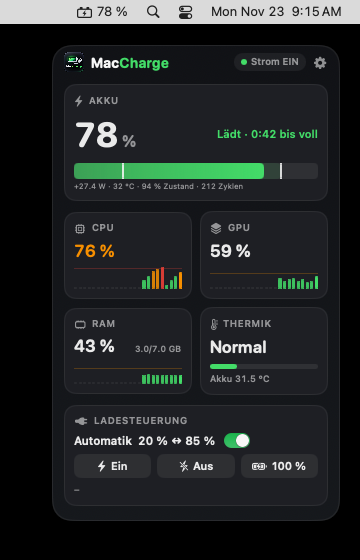 78 % Mon Nov 23 9:15 AM
MacCharge Strom EIN
AKKU
78 % Lädt · 0:42 bis voll
+27.4 W · 32 °C · 94 % Zustand · 212 Zyklen
CPU
76 %
GPU
59 %
RAM
43 % 3.0/7.0 GB
THERMIK
Normal
Akku 31.5 °C
LADESTEUERUNG
Automatik 20 % ↔ 85 %
Ein Aus 100 %
–